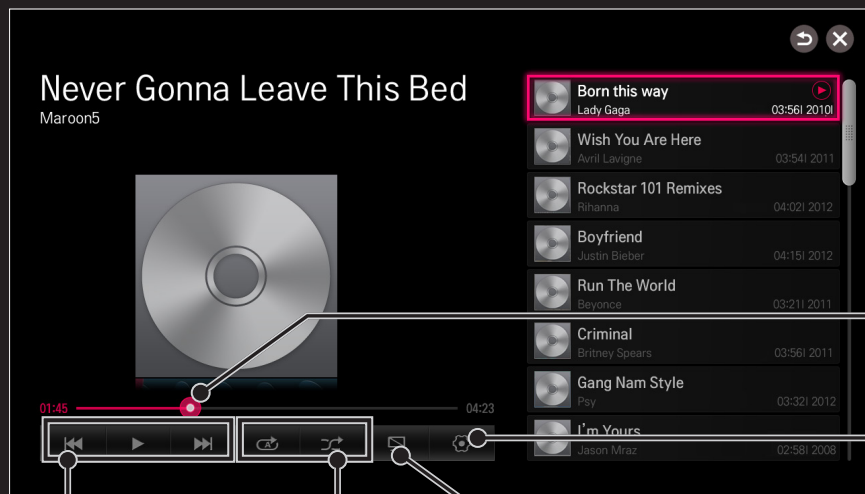 Never Gonna Leave This Bed
Maroon5
01:45
04:23
A
Born this way
Lady Gaga 03:56| 2010|
Wish You Are Here
Avril Lavigne 03:54| 2011
Rockstar 101 Remixes
Rihanna 04:02| 2012
Boyfriend
Justin Bieber 04:15| 2012
Run The World
Beyonce 03:21| 2011
Criminal
Britney Spears 03:56| 2011
Gang Nam Style
Psy 03:32| 2012
I'm Yours
Jason Mraz 02:58| 2008